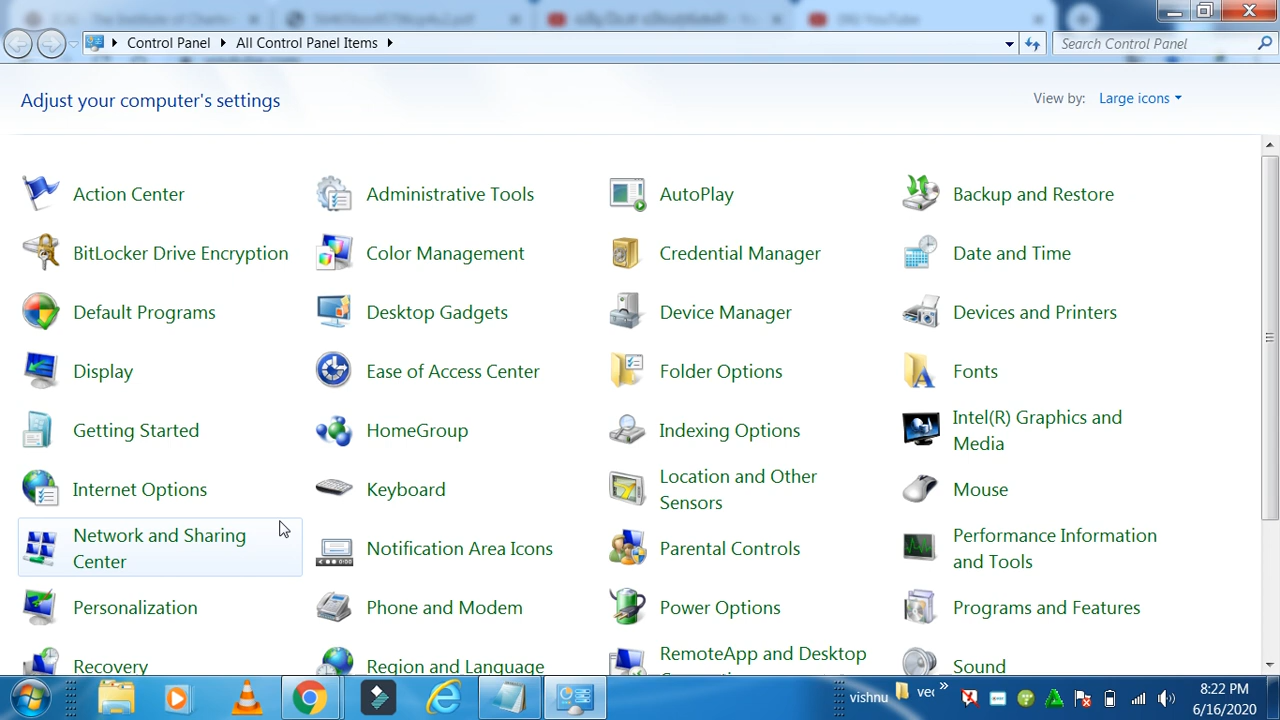 Control Panel
All Control Panel Items
Search Control Panel
Adjust your computer's settings
View by: Large icons
Action Center
Administrative Tools
AutoPlay
Backup and Restore
BitLocker Drive Encryption
Color Management
Credential Manager
Date and Time
Default Programs
Desktop Gadgets
Device Manager
Devices and Printers
Display
Ease of Access Center
Folder Options
Fonts
Getting Started
HomeGroup
Indexing Options
Intel(R) Graphics and
Media
Internet Options
Keyboard
Location and Other
Sensors
Mouse
Network and Sharing
Center
Notification Area Icons
Parental Controls
Performance Information
and Tools
Personalization
Phone and Modem
Power Options
Programs and Features
Recovery
Region and Language
RemoteApp and Desktop
Sound
vishnu
8:22 PM
6/16/2020